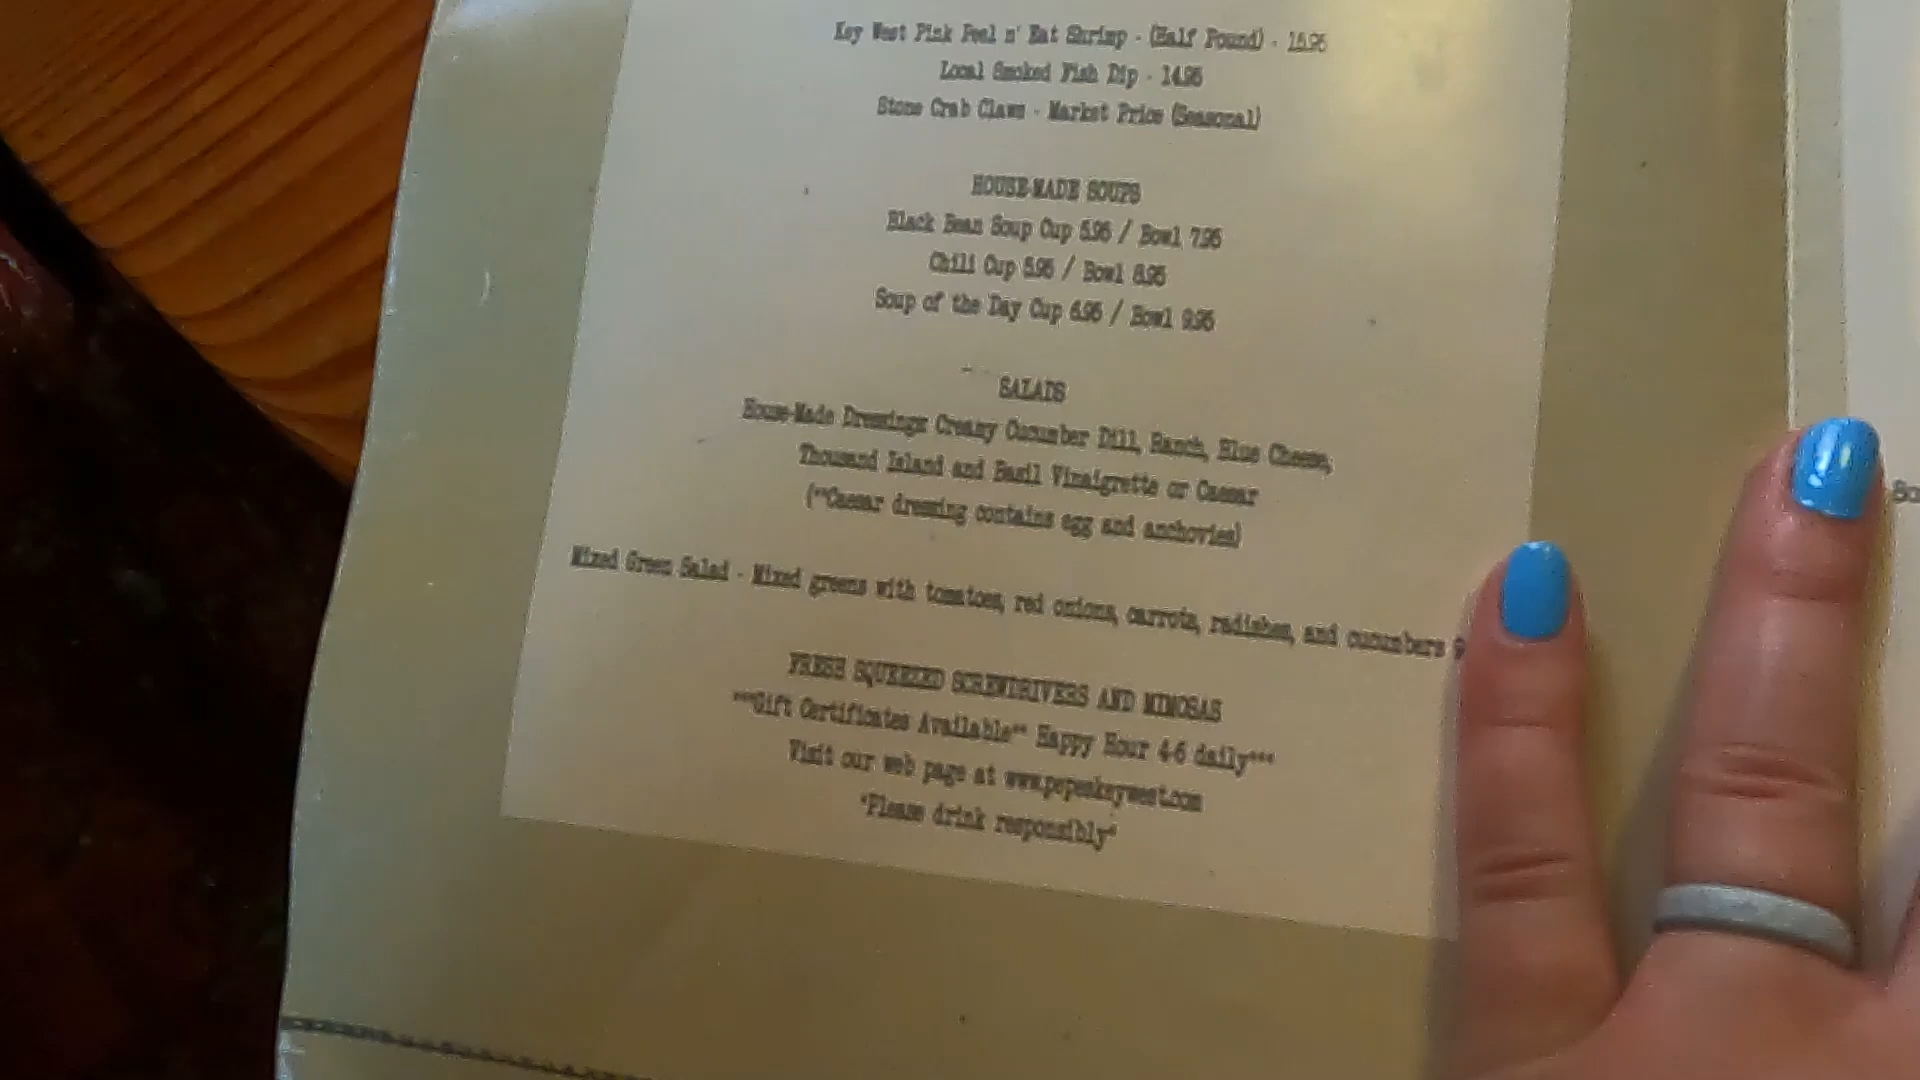 Key West Pink Peel n' Eat Shrimp - (Half Pound) - 15.95
Local Smoked Fish Dip - 14.95
Stone Crab Claws - Market Price (Seasonal)
HOUSE-MADE SOUPS
Black Bean Soup Cup 5.95 / Bowl 7.95
Chili Cup 5.95 / Bowl 8.95
Soup of the Day Cup 6.95 / Bowl 9.95
SALADS
House-Made Dressings: Creamy Cucumber Dill, Ranch, Blue Cheese,
Thousand Island and Basil Vinaigrette or Caesar
(**Caesar dressing contains egg and anchovies)
Mixed Green Salad - Mixed greens with tomatoes, red onions, carrots, radishes, and cucumbers
FRESH SQUEEZED SCREWDRIVERS AND MIMOSAS
***Gift Certificates Available** Happy Hour 4-6 daily***
Visit our web page at www.pepeskeywest.com
*Please drink responsibly*